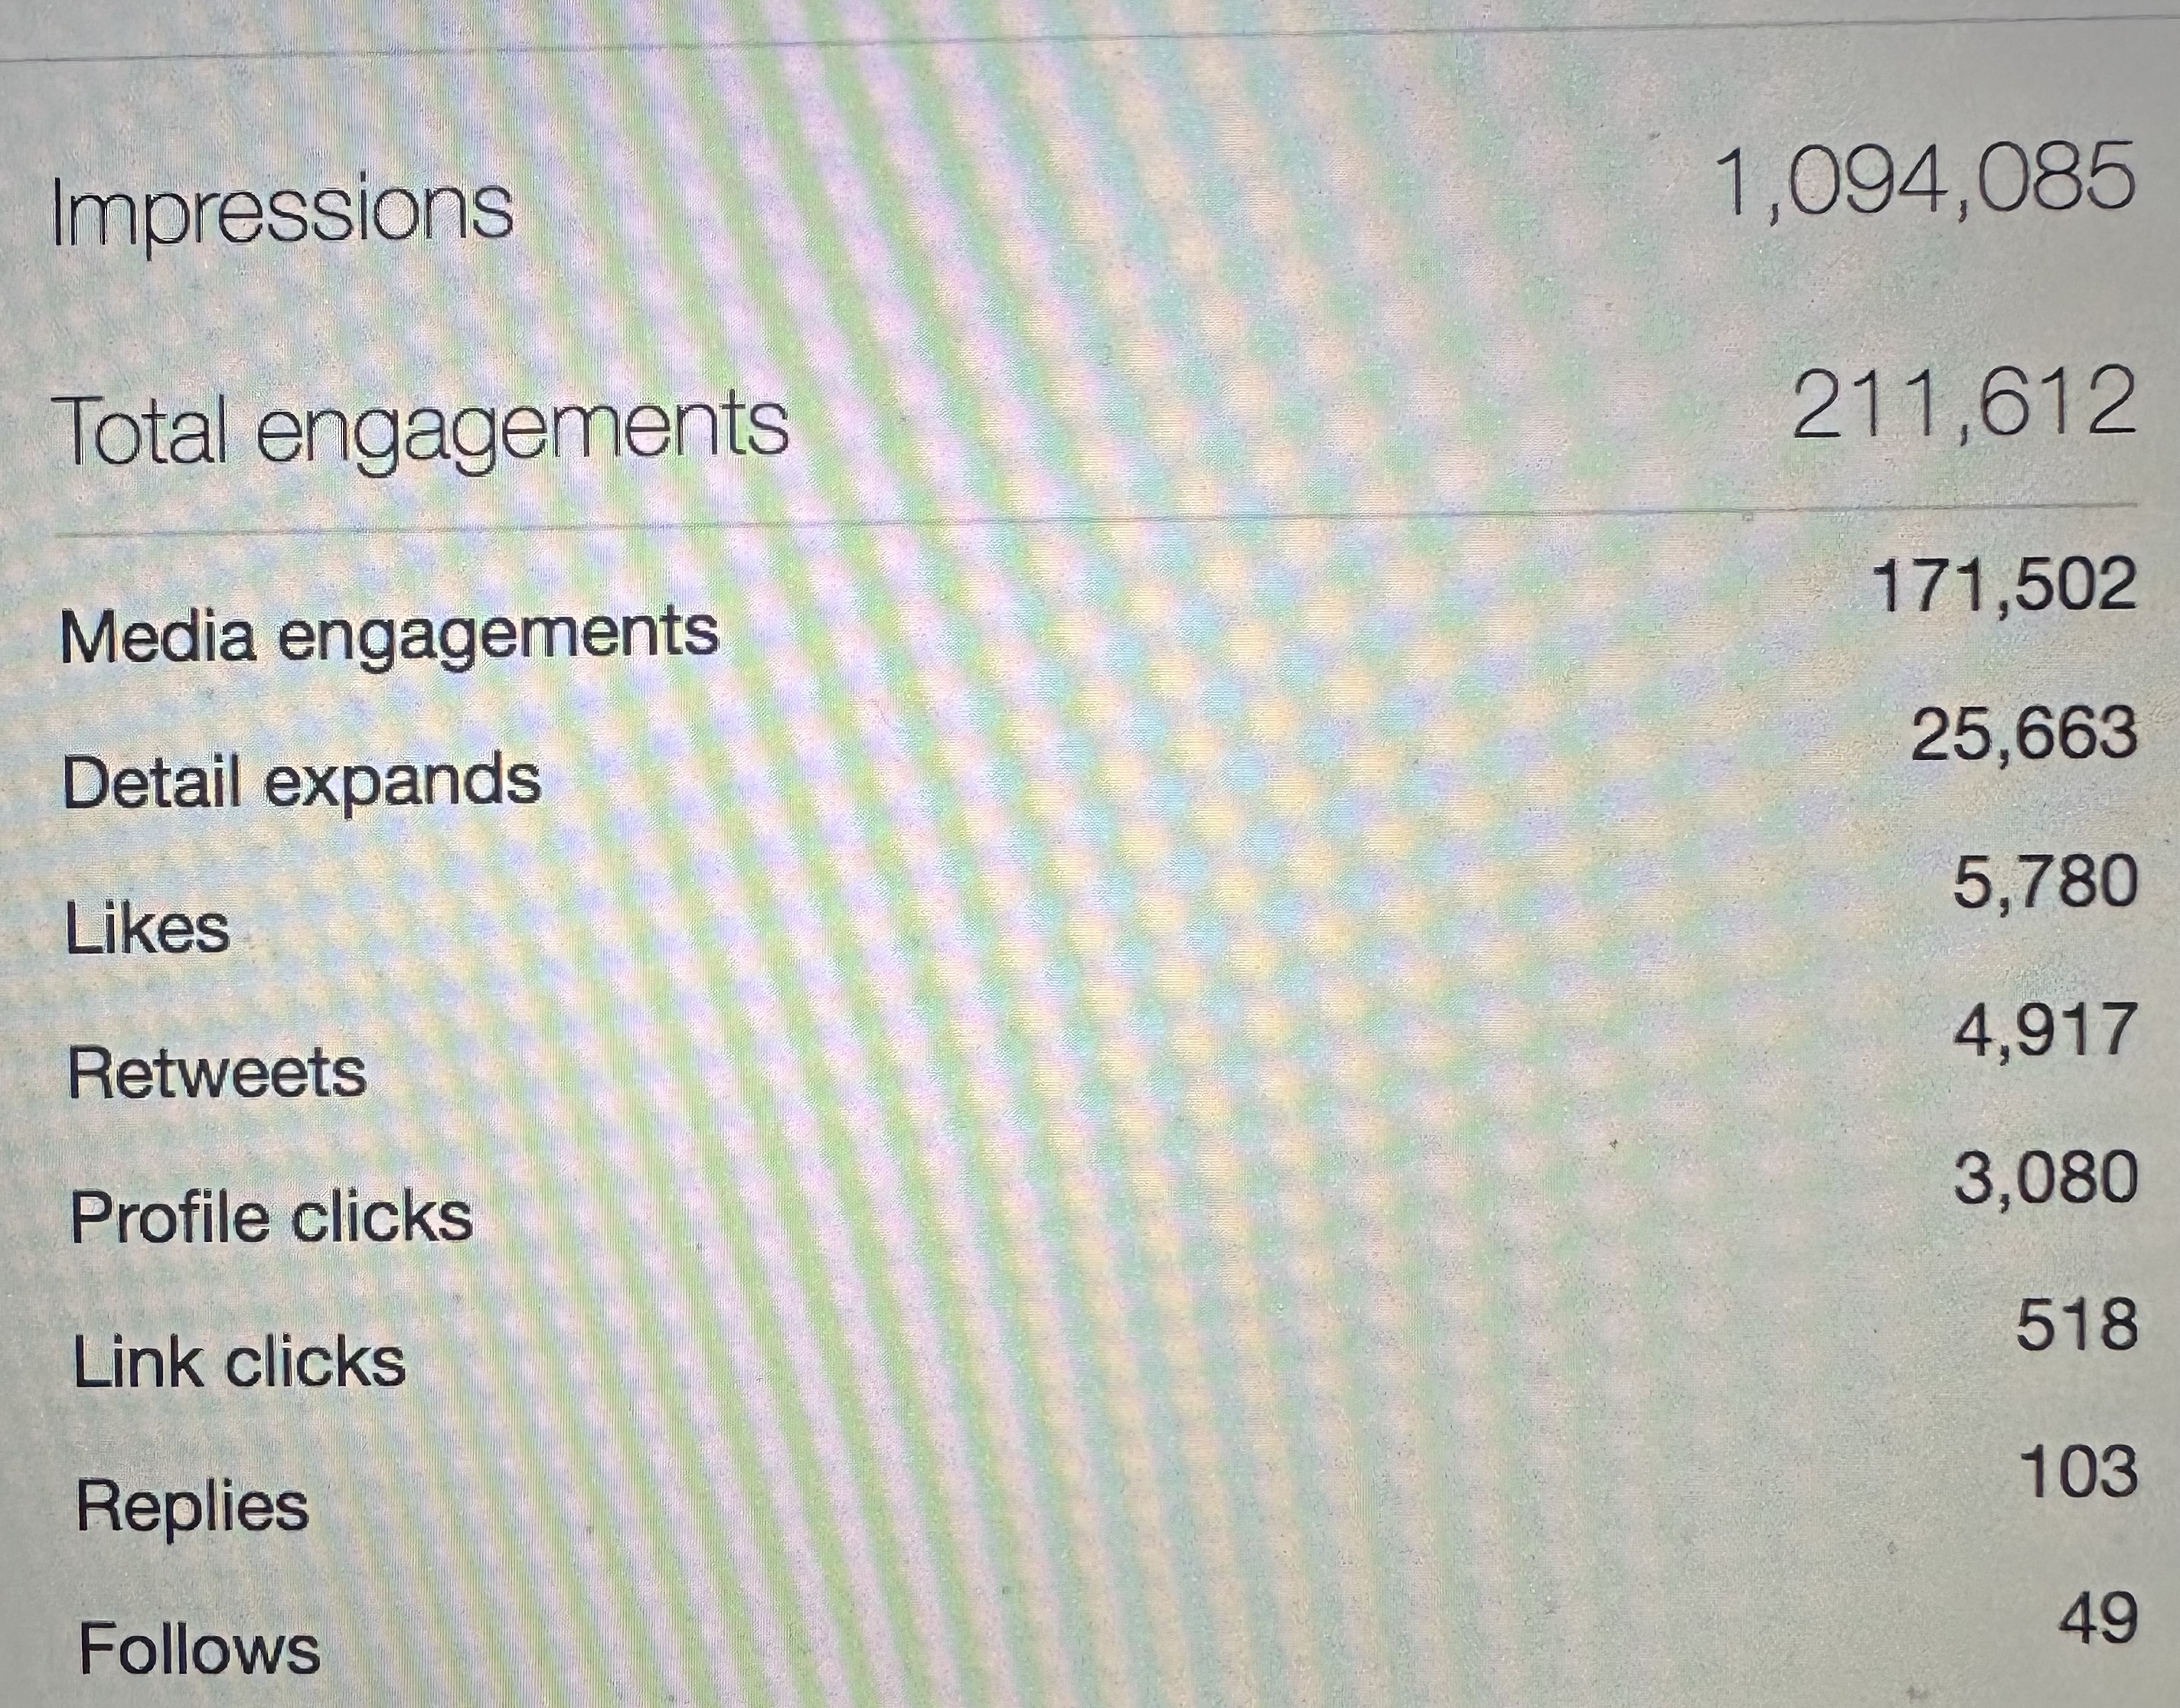 Impressions 1,094,085
Total engagements 211,612
Media engagements 171,502
Detail expands 25,663
Likes 5,780
Retweets 4,917
Profile clicks 3,080
Link clicks 518
Replies 103
Follows 49